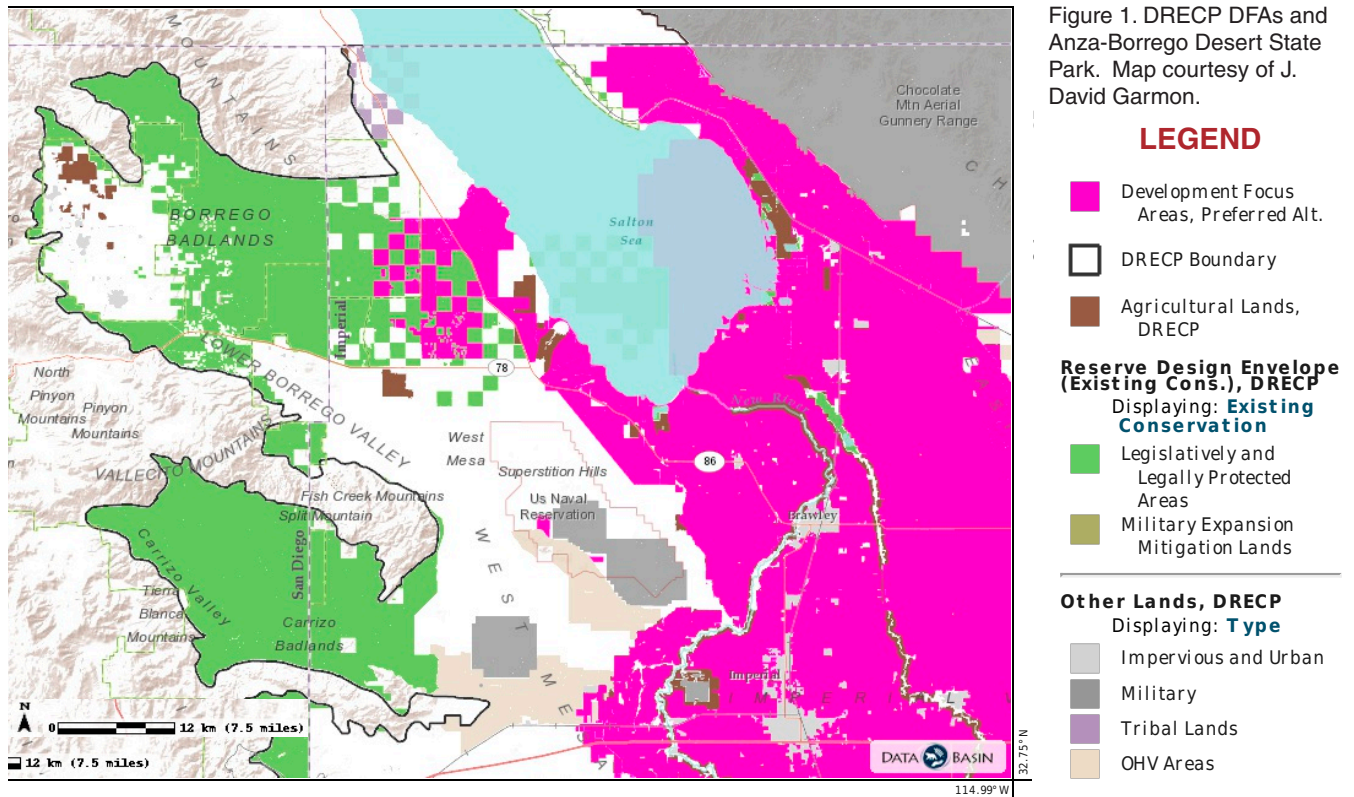 Figure 1. DRECP DFAs and
Anza-Borrego Desert State
Park. Map courtesy of J.
David Garmon.
LEGEND
Development Focus
Areas, Preferred Alt.
DRECP Boundary
Agricultural Lands,
DRECP
Reserve Design Envelope
(Existing Cons.), DRECP
Displaying: Existing
Conservation
Legislatively and
Legally Protected
Areas
Military Expansion
Mitigation Lands
Other Lands, DRECP
Displaying: Type
Impervious and Urban
Military
Tribal Lands
OHV Areas
MOUNTAINS
Chocolate
Mtn Aerial
Gunnery Range
C H
BORREGO
BADLANDS
Salton
Sea
Imperial
LOWER BORREGO VALLEY
78
North
Pinyon
Mountains
Pinyon
Mountains
New River
VALLECITO MOUNTAINS
West
Mesa
Superstition Hills
86
Fish Creek Mountains
Split Mountain
Us Naval
Reservation
Brawley
WEST MESA
San Diego
Carrizo Valley
Tierra
Blanca
Mountains
Carrizo
Badlands
Imperial
IMPERIAL V
N
0 12 km (7.5 miles)
12 km (7.5 miles)
DATA BASIN
32.75°N
114.99°W